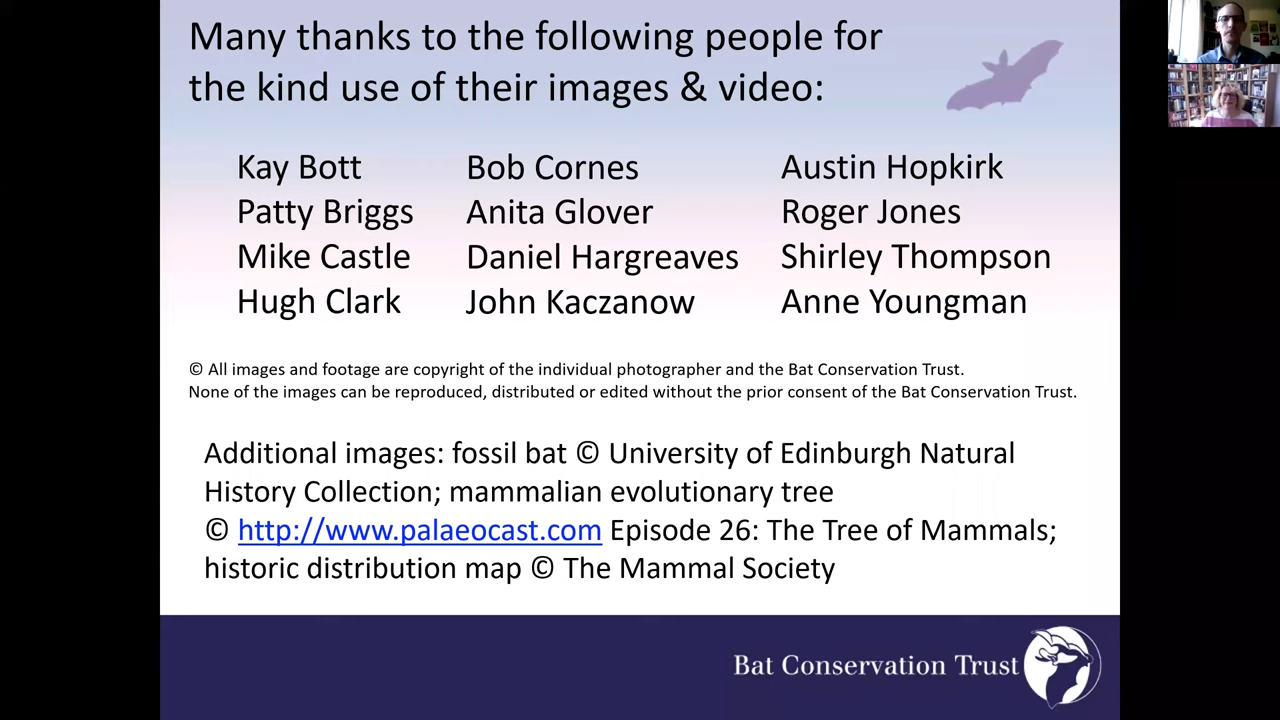 Many thanks to the following people for
the kind use of their images & video:
Kay Bott
Patty Briggs
Mike Castle
Hugh Clark
Bob Cornes
Anita Glover
Daniel Hargreaves
John Kaczanow
Austin Hopkirk
Roger Jones
Shirley Thompson
Anne Youngman
© All images and footage are copyright of the individual photographer and the Bat Conservation Trust.
None of the images can be reproduced, distributed or edited without the prior consent of the Bat Conservation Trust.
Additional images: fossil bat © University of Edinburgh Natural
History Collection; mammalian evolutionary tree
© http://www.palaeocast.com Episode 26: The Tree of Mammals;
historic distribution map © The Mammal Society
Bat Conservation Trust